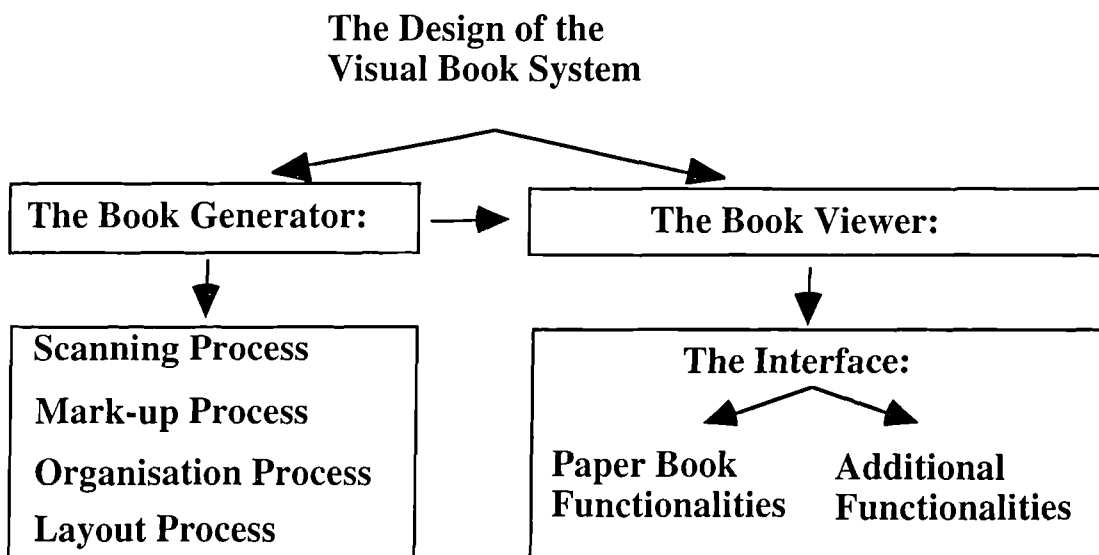 The Design of the
Visual Book System
The Book Generator:
The Book Viewer:
Scanning Process
Mark-up Process
Organisation Process
Layout Process
The Interface:
Paper Book
Functionalities
Additional
Functionalities